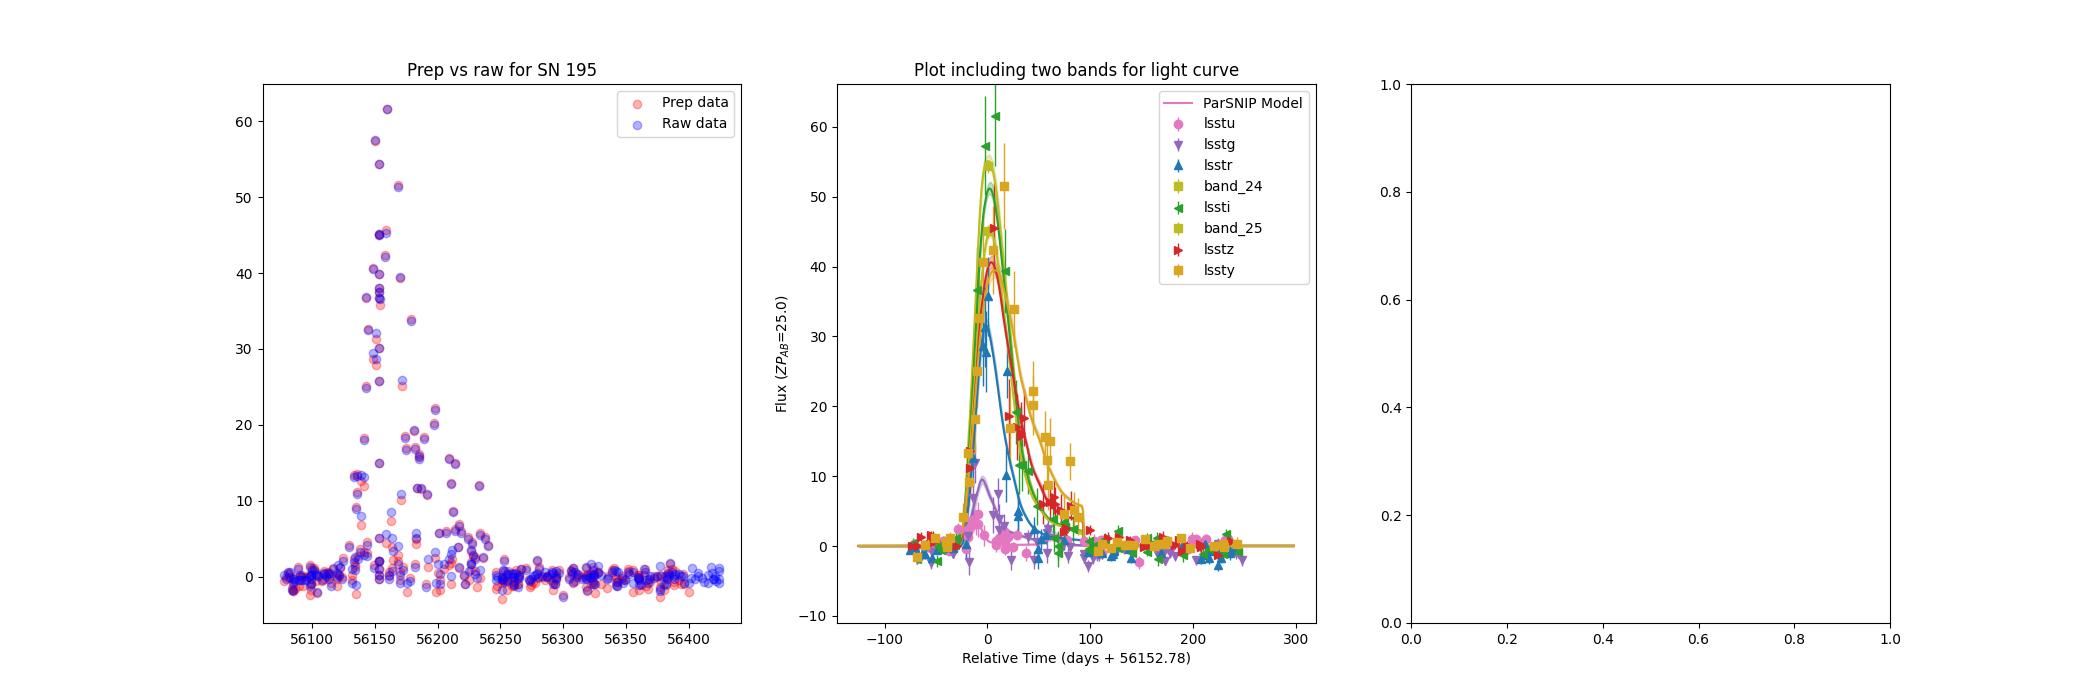 Prep vs raw for SN 195
Prep data
Raw data
60
50
40
30
20
10
0
56100 56150 56200 56250 56300 56350 56400
Plot including two bands for light curve
ParSNIP Model
lsstu
lsstg
lsstr
band_24
lssti
band_25
lsstz
lssty
Flux (ZP_AB=25.0)
60
50
40
30
20
10
0
−10
−100 0 100 200 300
Relative Time (days + 56152.78)
1.0
0.8
0.6
0.4
0.2
0.0
0.0 0.2 0.4 0.6 0.8 1.0